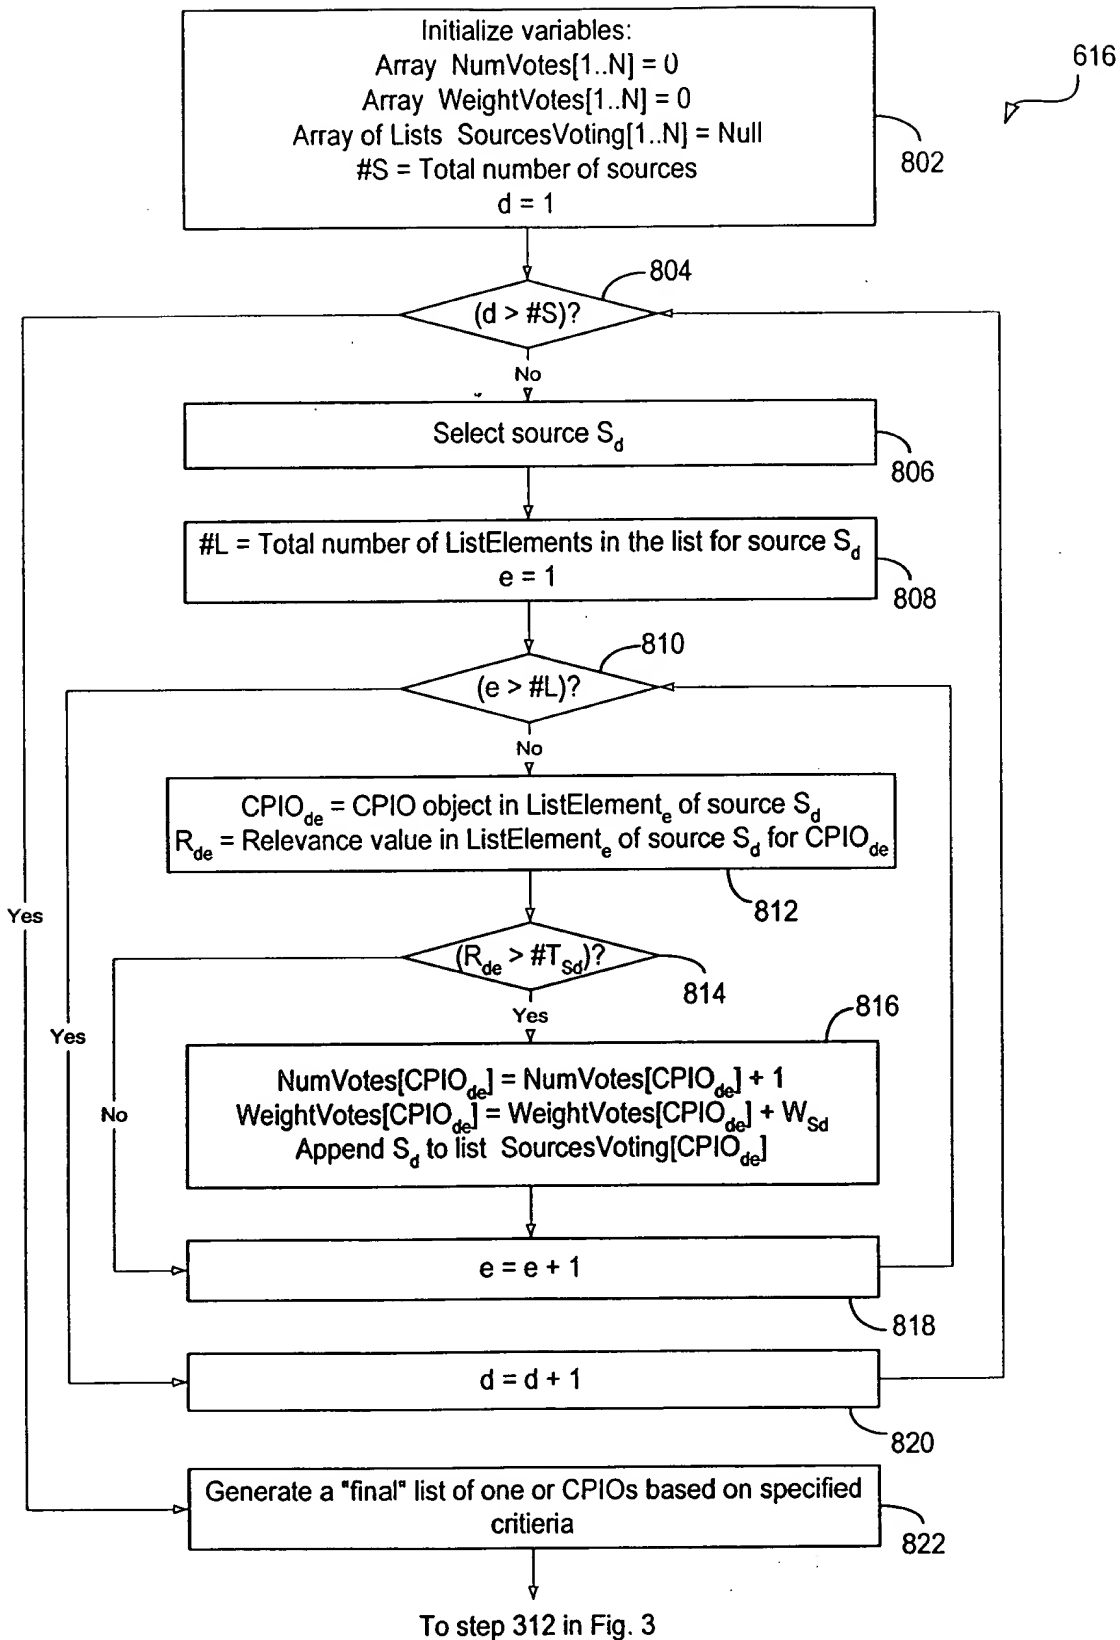 Initialize variables:
Array NumVotes[1..N] = 0
Array WeightVotes[1..N] = 0
Array of Lists SourcesVoting[1..N] = Null
#S = Total number of sources
d = 1
616
802
804
(d > #S)?
No
Select source S_d
806
#L = Total number of ListElements in the list for source S_d
e = 1
808
810
(e > #L)?
No
CPIO_de = CPIO object in ListElement_e of source S_d
R_de = Relevance value in ListElement_e of source S_d for CPIO_de
812
Yes
(R_de > #T_Sd)?
814
Yes
816
Yes
NumVotes[CPIO_de] = NumVotes[CPIO_de] + 1
WeightVotes[CPIO_de] = WeightVotes[CPIO_de] + W_Sd
Append S_d to list SourcesVoting[CPIO_de]
No
e = e + 1
818
d = d + 1
820
Generate a "final" list of one or CPIOs based on specified
critieria
822
To step 312 in Fig. 3